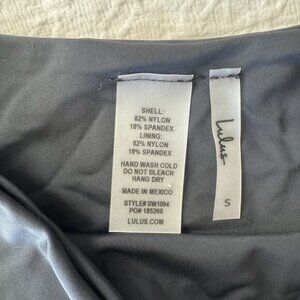 SHELL:
82% NYLON
18% SPANDEX
LINING:
82% NYLON
18% SPANDEX
HAND WASH COLD
DO NOT BLEACH
HANG DRY
MADE IN MEXICO
STYLE# SW1094
PO# 185260
LULUS.COM
Lulus
S